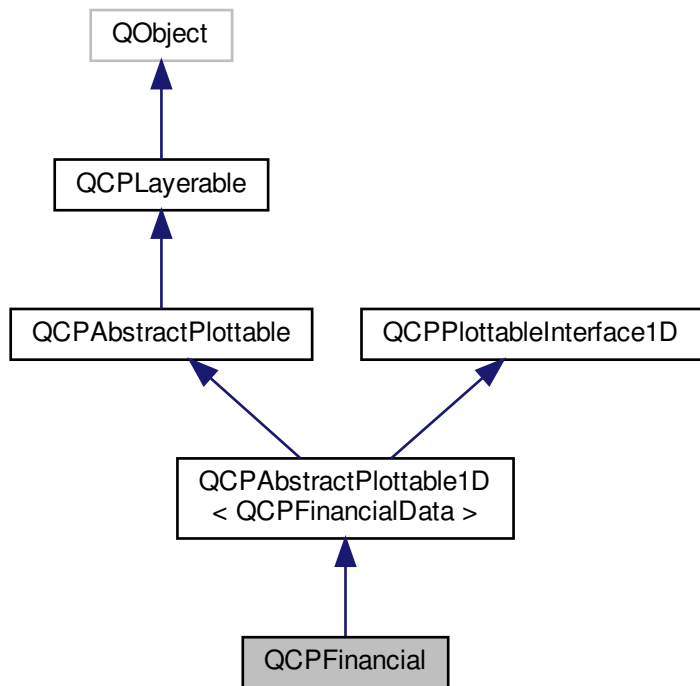 QObject
QCPLayerable
QCPAbstractPlottable
QCPPlottableInterface1D
QCPAbstractPlottable1D
< QCPFinancialData >
QCPFinancial